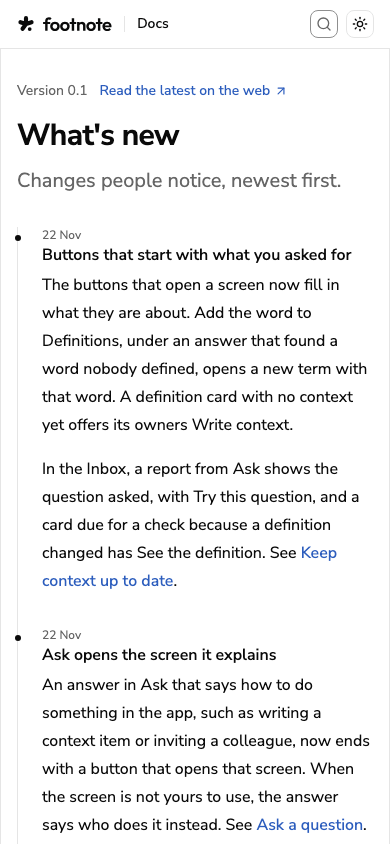 footnote
Docs
Version 0.1 Read the latest on the web ↗
What's new
Changes people notice, newest first.
22 Nov
Buttons that start with what you asked for
The buttons that open a screen now fill in
what they are about. Add the word to
Definitions, under an answer that found a
word nobody defined, opens a new term with
that word. A definition card with no context
yet offers its owners Write context.
In the Inbox, a report from Ask shows the
question asked, with Try this question, and a
card due for a check because a definition
changed has See the definition. See Keep
context up to date.
22 Nov
Ask opens the screen it explains
An answer in Ask that says how to do
something in the app, such as writing a
context item or inviting a colleague, now ends
with a button that opens that screen. When
the screen is not yours to use, the answer
says who does it instead. See Ask a question.